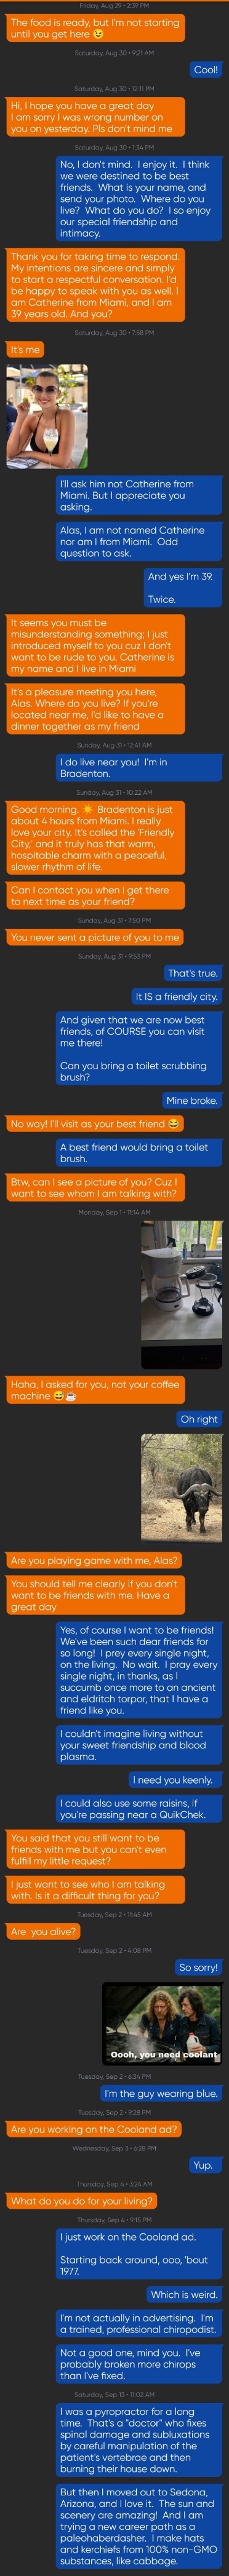 Friday, Aug 29 • 2:39 PM
The food is ready, but I'm not starting
until you get here 😉
Saturday, Aug 30 • 9:21 AM
Cool!
Saturday, Aug 30 • 12:11 PM
Hi, I hope you have a great day
I am sorry I was wrong number on
you on yesterday. Pls don't mind me
Saturday, Aug 30 • 1:34 PM
No, I don't mind. I enjoy it. I think
we were destined to be best
friends. What is your name, and
send your photo. Where do you
live? What do you do? I so enjoy
our special friendship and
intimacy.
Thank you for taking time to respond.
My intentions are sincere and simply
to start a respectful conversation. I'd
be happy to speak with you as well. I
am Catherine from Miami, and I am
39 years old. And you?
Saturday, Aug 30 • 7:58 PM
It's me
I'll ask him not Catherine from
Miami. But I appreciate you
asking.
Alas, I am not named Catherine
nor am I from Miami. Odd
question to ask.
And yes I'm 39.
Twice.
It seems you must be
misunderstanding something; I just
introduced myself to you cuz I don't
want to be rude to you. Catherine is
my name and I live in Miami
It's a pleasure meeting you here,
Alas. Where do you live? If you're
located near me, I'd like to have a
dinner together as my friend
Sunday, Aug 31 • 12:41 AM
I do live near you! I'm in
Bradenton.
Sunday, Aug 31 • 10:22 AM
Good morning. ☀️ Bradenton is just
about 4 hours from Miami. I really
love your city. It's called the 'Friendly
City,' and it truly has that warm,
hospitable charm with a peaceful,
slower rhythm of life.
Can I contact you when I get there
to next time as your friend?
Sunday, Aug 31 • 7:50 PM
You never sent a picture of you to me
Sunday, Aug 31 • 9:53 PM
That's true.
It IS a friendly city.
And given that we are now best
friends, of COURSE you can visit
me there!
Can you bring a toilet scrubbing
brush?
Mine broke.
No way! I'll visit as your best friend 😂
A best friend would bring a toilet
brush.
Btw, can I see a picture of you? Cuz I
want to see whom I am talking with?
Monday, Sep 1 • 11:14 AM
Haha, I asked for you, not your coffee
machine 😅☕
Oh right
Are you playing game with me, Alas?
You should tell me clearly if you don't
want to be friends with me. Have a
great day
Yes, of course I want to be friends!
We've been such dear friends for
so long! I prey every single night,
on the living. No wait. I pray every
single night, in thanks, as I
succumb once more to an ancient
and eldritch torpor, that I have a
friend like you.
I couldn't imagine living without
your sweet friendship and blood
plasma.
I need you keenly.
I could also use some raisins, if
you're passing near a QuikChek.
You said that you still want to be
friends with me but you can't even
fulfill my little request?
I just want to see who I am talking
with. Is it a difficult thing for you?
Tuesday, Sep 2 • 11:45 AM
Are you alive?
Tuesday, Sep 2 • 4:08 PM
So sorry!
Oooh, you need coolant
Tuesday, Sep 2 • 6:34 PM
I'm the guy wearing blue.
Tuesday, Sep 2 • 9:28 PM
Are you working on the Cooland ad?
Wednesday, Sep 3 • 5:28 PM
Yup.
Thursday, Sep 4 • 3:24 AM
What do you do for your living?
Thursday, Sep 4 • 9:15 PM
I just work on the Cooland ad.
Starting back around, ooo, 'bout
1977.
Which is weird.
I'm not actually in advertising. I'm
a trained, professional chiropodist.
Not a good one, mind you. I've
probably broken more chirops
than I've fixed.
Saturday, Sep 13 • 11:02 AM
I was a pyropractor for a long
time. That's a "doctor" who fixes
spinal damage and subluxations
by careful manipulation of the
patient's vertebrae and then
burning their house down.
But then I moved out to Sedona,
Arizona, and I love it. The sun and
scenery are amazing! And I am
trying a new career path as a
paleohaberdasher. I make hats
and kerchiefs from 100% non-GMO
substances, like cabbage.